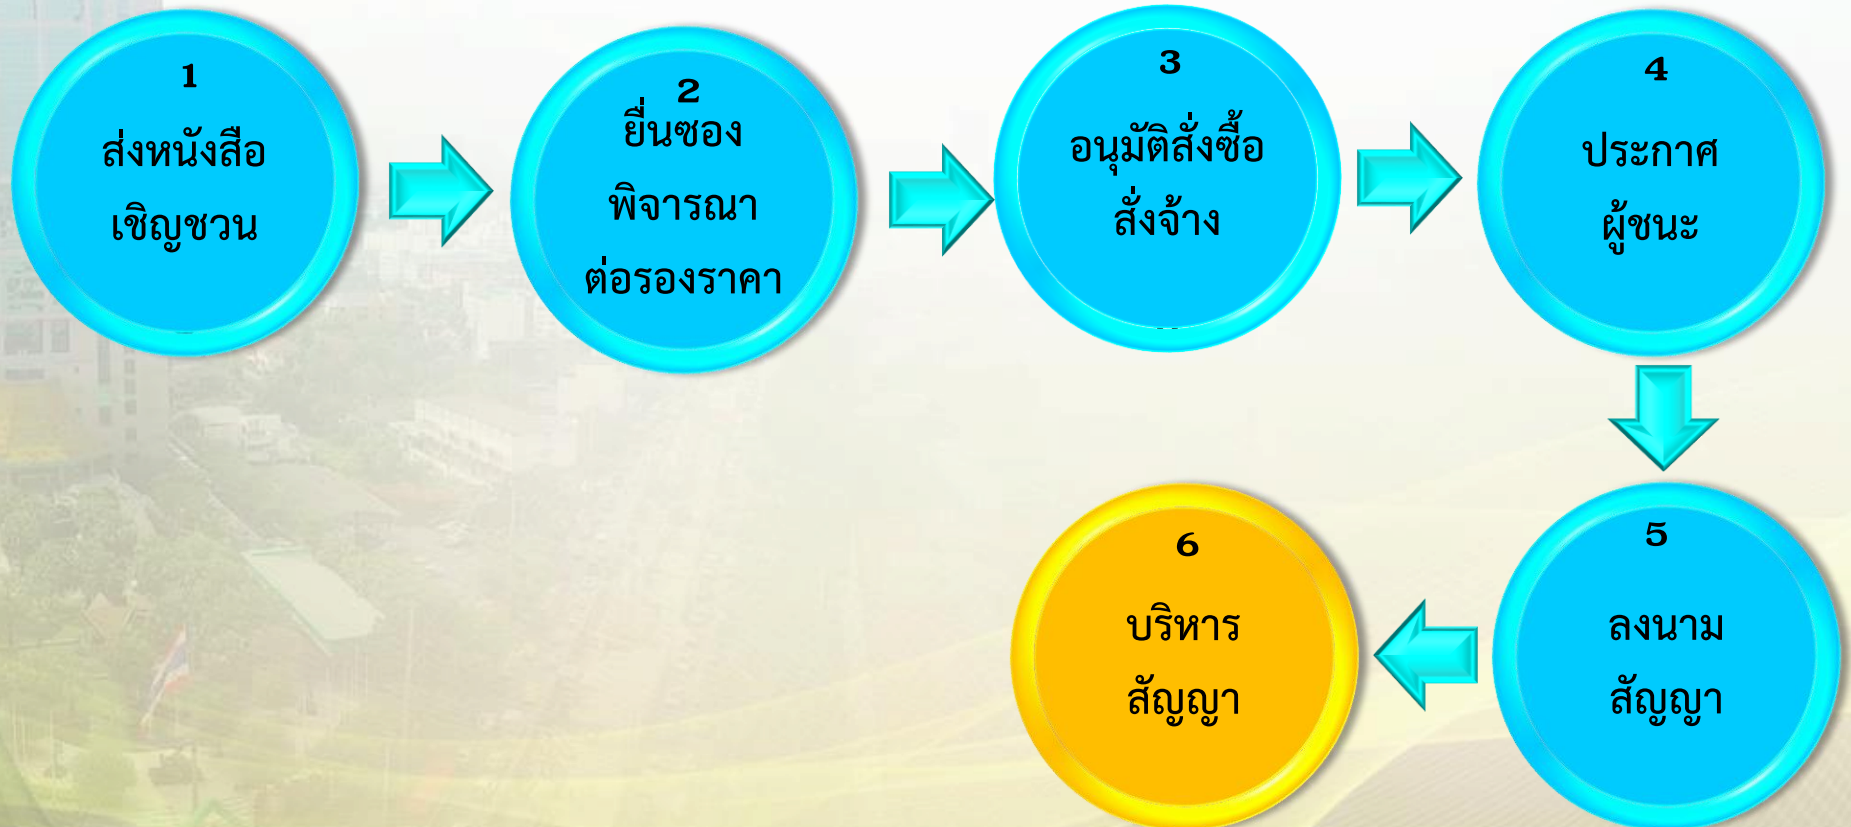 1
ส่งหนังสือ
เชิญชวน
2
ยื่นซอง
พิจารณา
ต่อรองราคา
3
อนุมัติสั่งซื้อ
สั่งจ้าง
4
ประกาศ
ผู้ชนะ
5
ลงนาม
สัญญา
6
บริหาร
สัญญา